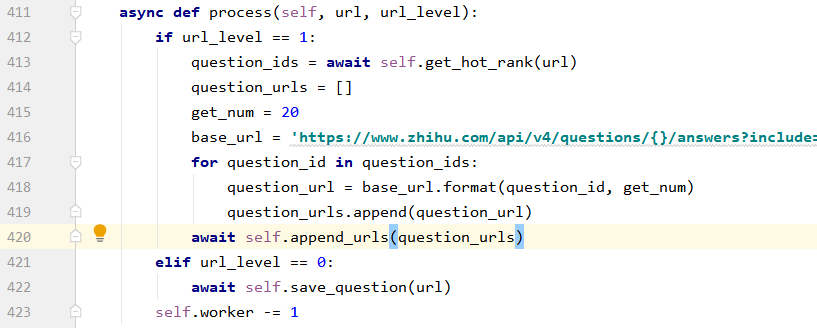 411 async def process(self, url, url_level):
412 if url_level == 1:
413 question_ids = await self.get_hot_rank(url)
414 question_urls = []
415 get_num = 20
416 base_url = 'https://www.zhihu.com/api/v4/questions/{}/answers?include=
417 for question_id in question_ids:
418 question_url = base_url.format(question_id, get_num)
419 question_urls.append(question_url)
420 await self.append_urls(question_urls)
421 elif url_level == 0:
422 await self.save_question(url)
423 self.worker -= 1